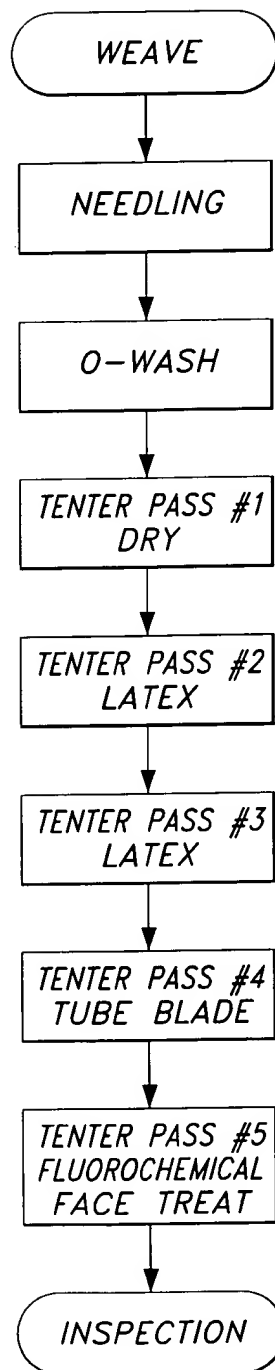 WEAVE
NEEDLING
O-WASH
TENTER PASS #1
DRY
TENTER PASS #2
LATEX
TENTER PASS #3
LATEX
TENTER PASS #4
TUBE BLADE
TENTER PASS #5
FLUOROCHEMICAL
FACE TREAT
INSPECTION